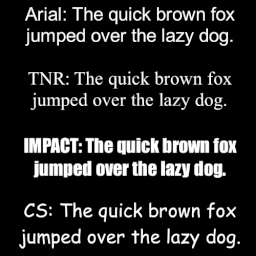 Arial: The quick brown fox
jumped over the lazy dog.
TNR: The quick brown fox
jumped over the lazy dog.
IMPACT: The quick brown fox
jumped over the lazy dog.
CS: The quick brown fox
jumped over the lazy dog.